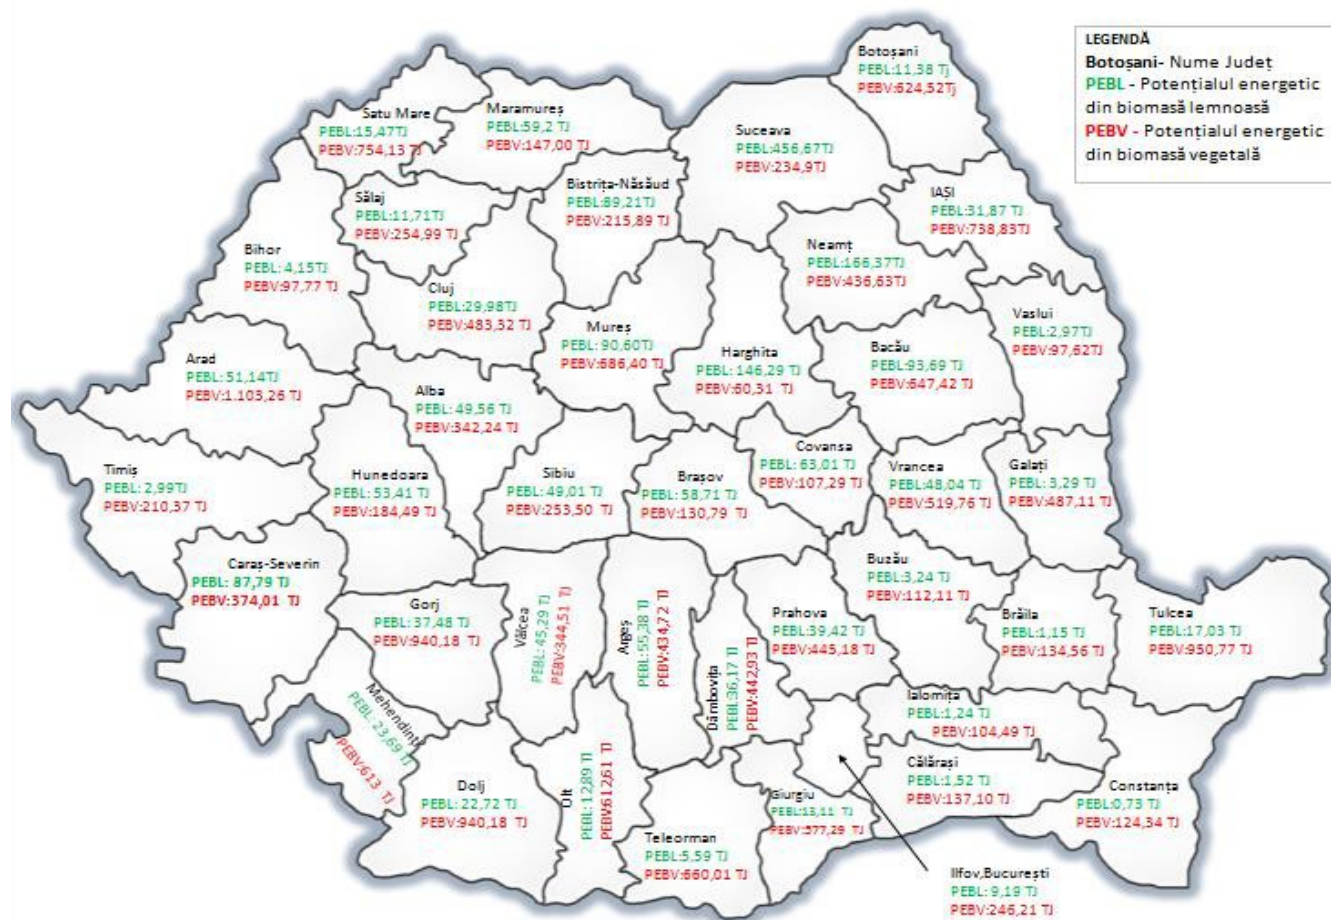 LEGENDĂ
Botoșani- Nume Județ
PEBL - Potențialul energetic
din biomasă lemnoasă
PEBV - Potențialul energetic
din biomasă vegetală
Botoșani
PEBL:11,38 Tj
PEBV:624,52Tj
Satu Mare
PEBL:15,47TJ
PEBV:754,13 TJ
Maramureș
PEBL:59,2 TJ
PEBV:147,00 TJ
Suceava
PEBL:456,67TJ
PEBV:234,9TJ
IAȘI
PEBL:31,87 TJ
PEBV:738,83TJ
Sălaj
PEBL:11,71TJ
PEBV:254,99 TJ
Bistrița-Năsăud
PEBL:89,21TJ
PEBV:215,89 TJ
Neamț
PEBL:166,37TJ
PEBV:436,63TJ
Bihor
PEBL: 4,15TJ
PEBV:97,77 TJ
Cluj
PEBL:29,98TJ
PEBV:483,32 TJ
Mureș
PEBL: 90,60TJ
PEBV:686,40 TJ
Harghita
PEBL: 146,29 TJ
PEBV:60,31 TJ
Bacău
PEBL:93,69 TJ
PEBV:647,42 TJ
Vaslui
PEBL:2,97TJ
PEBV:97,62TJ
Arad
PEBL: 51,14TJ
PEBV:1.103,26 TJ
Alba
PEBL: 49,56 TJ
PEBV:342,24 TJ
Timiș
PEBL: 2,99TJ
PEBV:210,37 TJ
Hunedoara
PEBL: 53,41 TJ
PEBV:184,49 TJ
Sibiu
PEBL: 49,01 TJ
PEBV:253,50 TJ
Brașov
PEBL: 58,71 TJ
PEBV:130,79 TJ
Covansa
PEBL: 63,01 TJ
PEBV:107,29 TJ
Vrancea
PEBL:48,04 TJ
PEBV:519,76 TJ
Galați
PEBL: 3,29 TJ
PEBV:487,11 TJ
Caraș-Severin
PEBL: 87,79 TJ
PEBV:374,01 TJ
Gorj
PEBL: 37,48 TJ
PEBV:940,18 TJ
Vâlcea
PEBL: 45,29 TJ
PEBV:344,51 TJ
Argeș
PEBL: 55,38 TJ
PEBV:434,72 TJ
Dâmbovița
PEBL:36,17 TJ
PEBV:442,93 TJ
Prahova
PEBL:39,42 TJ
PEBV:445,18 TJ
Buzău
PEBL:3,24 TJ
PEBV:112,11 TJ
Brăila
PEBL:1,15 TJ
PEBV:134,56 TJ
Tulcea
PEBL:17,03 TJ
PEBV:950,77 TJ
Mehendinți
PEBL: 23,69 TJ
PEBV:613 TJ
Dolj
PEBL: 22,72 TJ
PEBV:940,18 TJ
Olt
PEBL: 12,89 TJ
PEBV:612,61 TJ
Teleorman
PEBL:5,59 TJ
PEBV:660,01 TJ
Giurgiu
PEBL:13,11 TJ
PEBV:577,29 TJ
Ialomița
PEBL:1,24 TJ
PEBV:104,49 TJ
Călărași
PEBL:1,52 TJ
PEBV:137,10 TJ
Constanța
PEBL:0,73 TJ
PEBV:124,34 TJ
Ilfov,București
PEBL: 9,19 TJ
PEBV:246,21 TJ